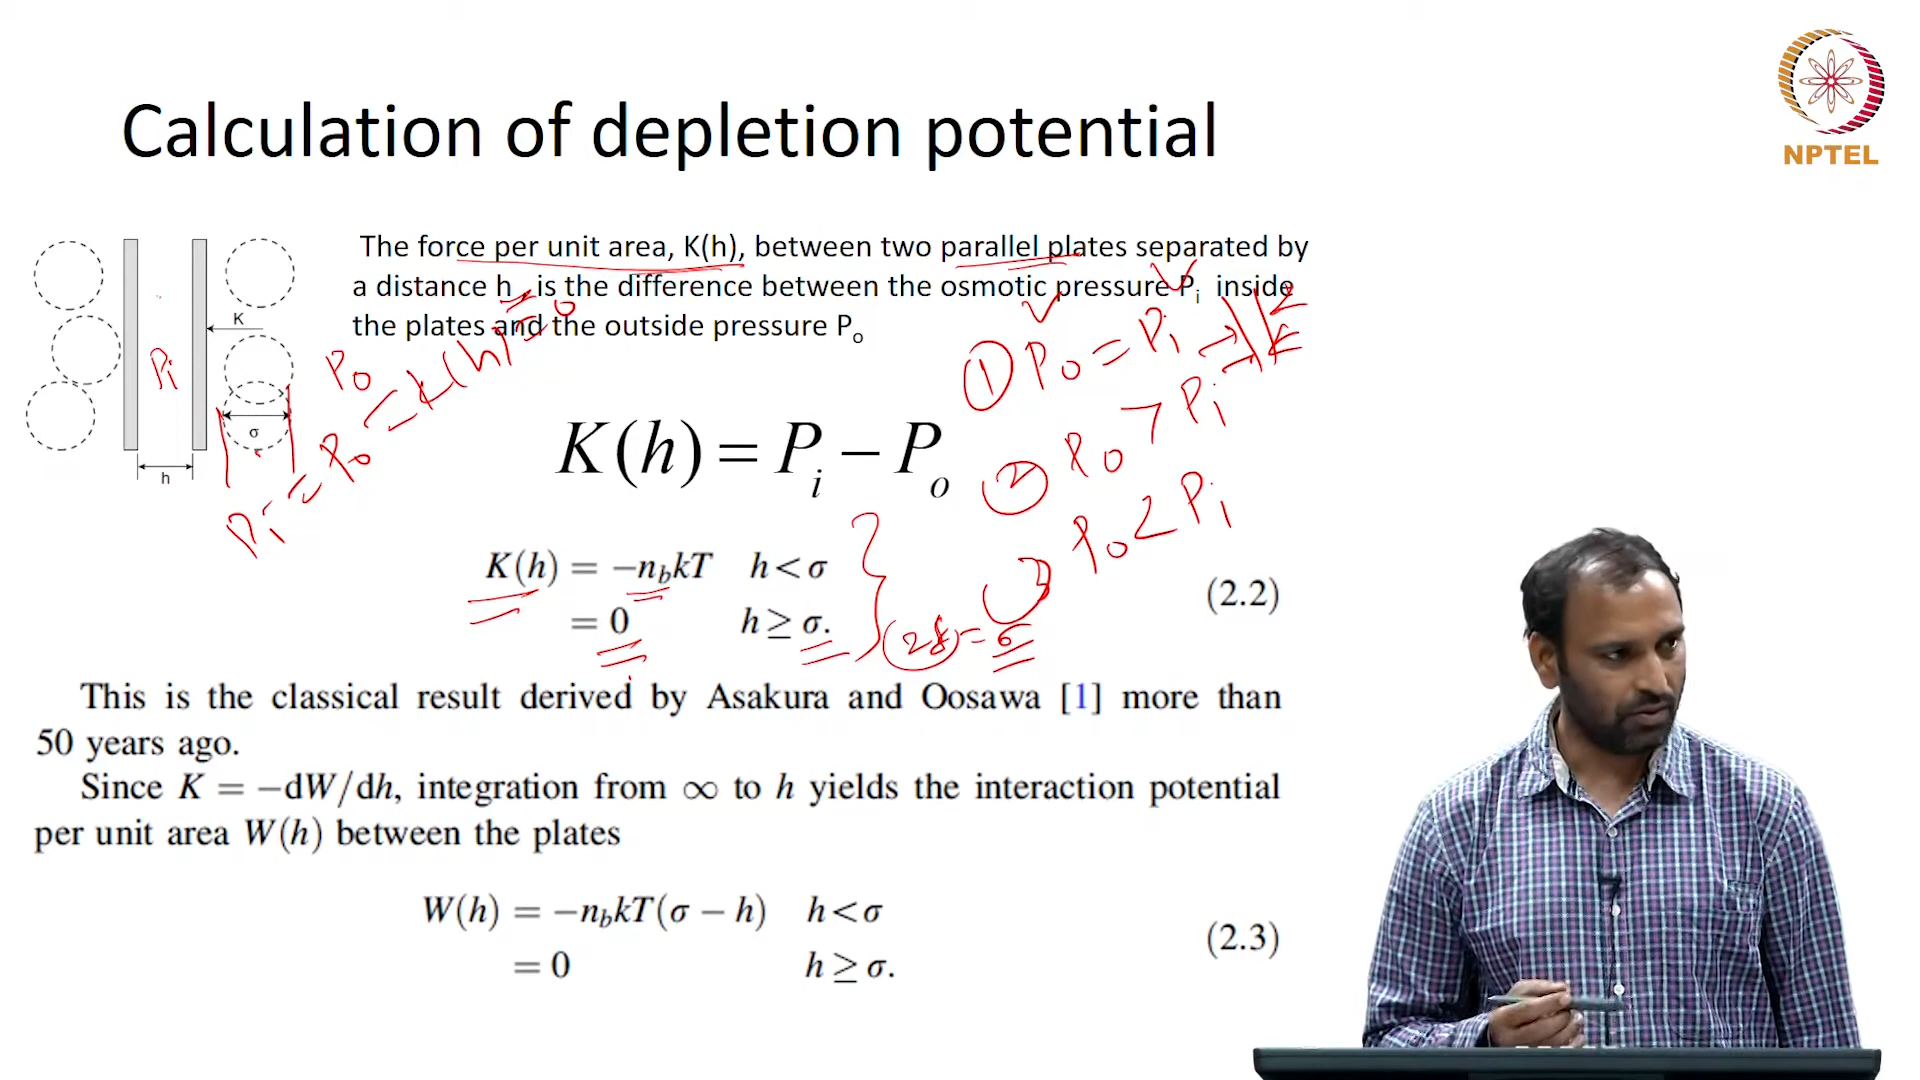 Calculation of depletion potential
NPTEL
The force per unit area, K(h), between two parallel plates separated by
a distance h is the difference between the osmotic pressure Pᵢ inside
the plates and the outside pressure Pₒ
K
σ
h
Pᵢ
Pₒ
Pᵢ = Pₒ = K(h) = 0
① Pₒ = Pᵢ
② Pₒ > Pᵢ
③ Pₒ < Pᵢ
K(h) = Pᵢ − Pₒ
K(h) = −n_b kT h < σ
= 0 h ≥ σ.
(2.2)
(2δ) = σ
This is the classical result derived by Asakura and Oosawa [1] more than
50 years ago.
Since K = −dW/dh, integration from ∞ to h yields the interaction potential
per unit area W(h) between the plates
W(h) = −n_b kT(σ − h) h < σ
= 0 h ≥ σ.
(2.3)